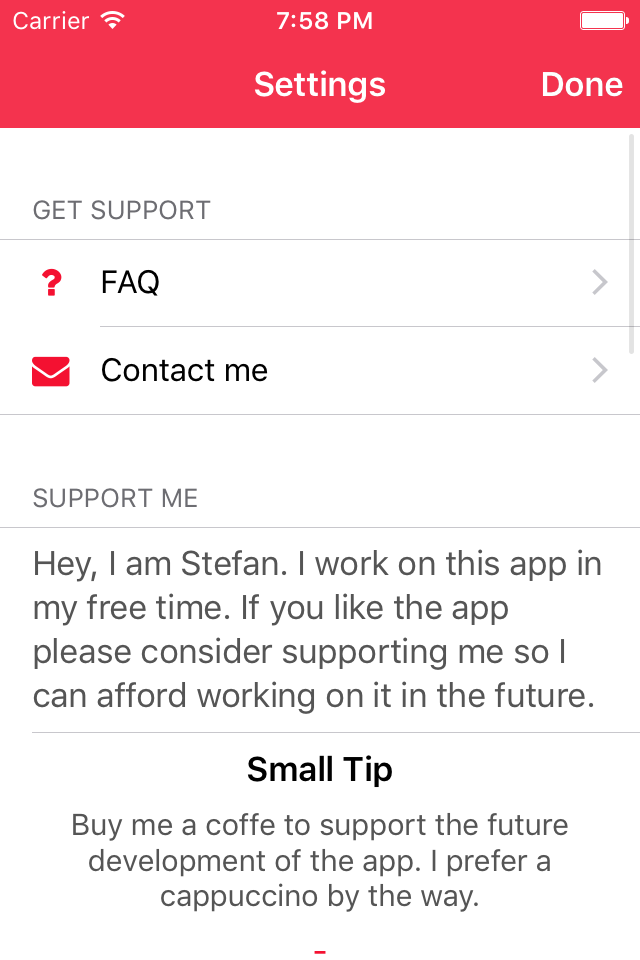 Carrier 7:58 PM
Settings Done
GET SUPPORT
FAQ
Contact me
SUPPORT ME
Hey, I am Stefan. I work on this app in
my free time. If you like the app
please consider supporting me so I
can afford working on it in the future.
Small Tip
Buy me a coffe to support the future
development of the app. I prefer a
cappuccino by the way.